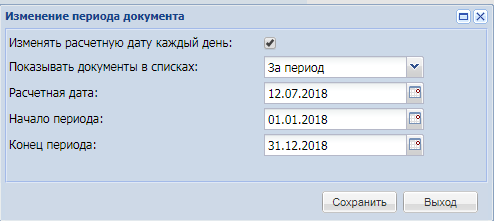 Изменение периода документа
Изменять расчетную дату каждый день:
Показывать документы в списках: За период
Расчетная дата: 12.07.2018
Начало периода: 01.01.2018
Конец периода: 31.12.2018
Сохранить Выход